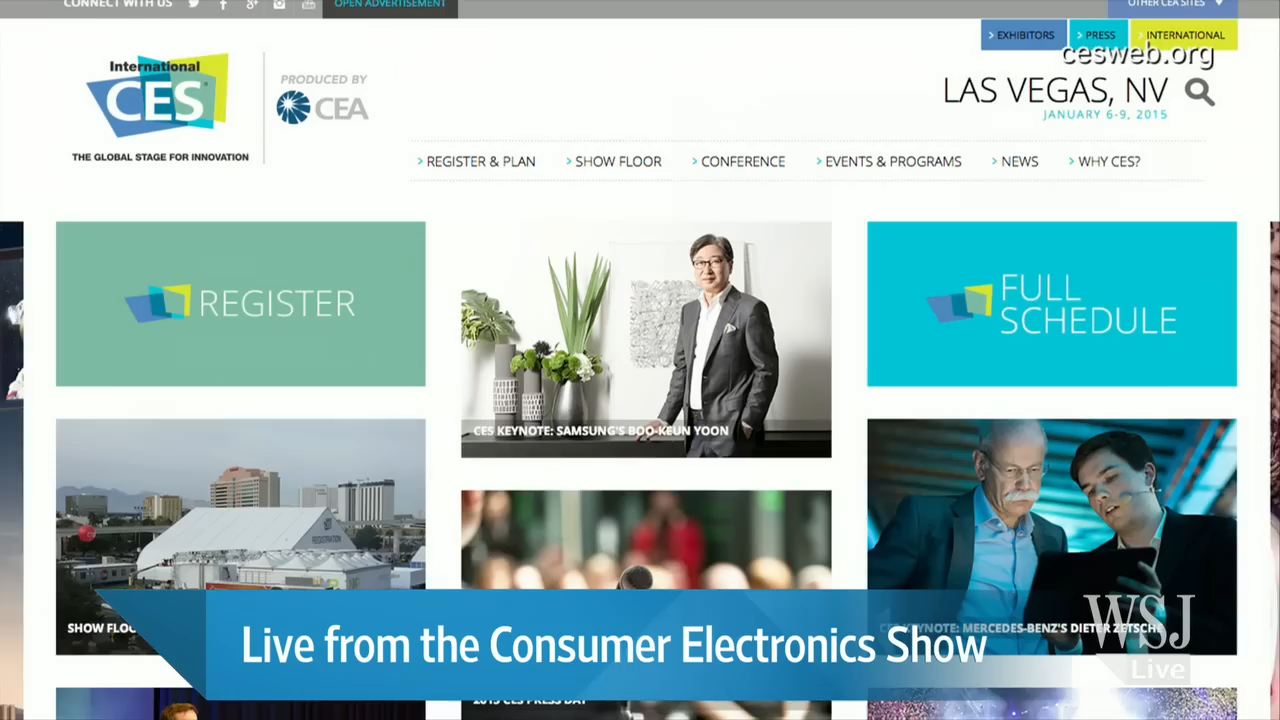 CONNECT WITH US
OPEN ADVERTISEMENT
OTHER CEA SITES
EXHIBITORS
PRESS
INTERNATIONAL
cesweb.org
International
CES
THE GLOBAL STAGE FOR INNOVATION
PRODUCED BY
CEA
LAS VEGAS, NV
JANUARY 6-9, 2015
REGISTER & PLAN
SHOW FLOOR
CONFERENCE
EVENTS & PROGRAMS
NEWS
WHY CES?
REGISTER
CES KEYNOTE: SAMSUNG'S BOO-KEUN YOON
FULL
SCHEDULE
REGISTRATION
SHOW FLOO
CES KEYNOTE: MERCEDES-BENZ'S DIETER ZETSCHE
Live from the Consumer Electronics Show
WSJ
Live
2015 CES PRESS DAY